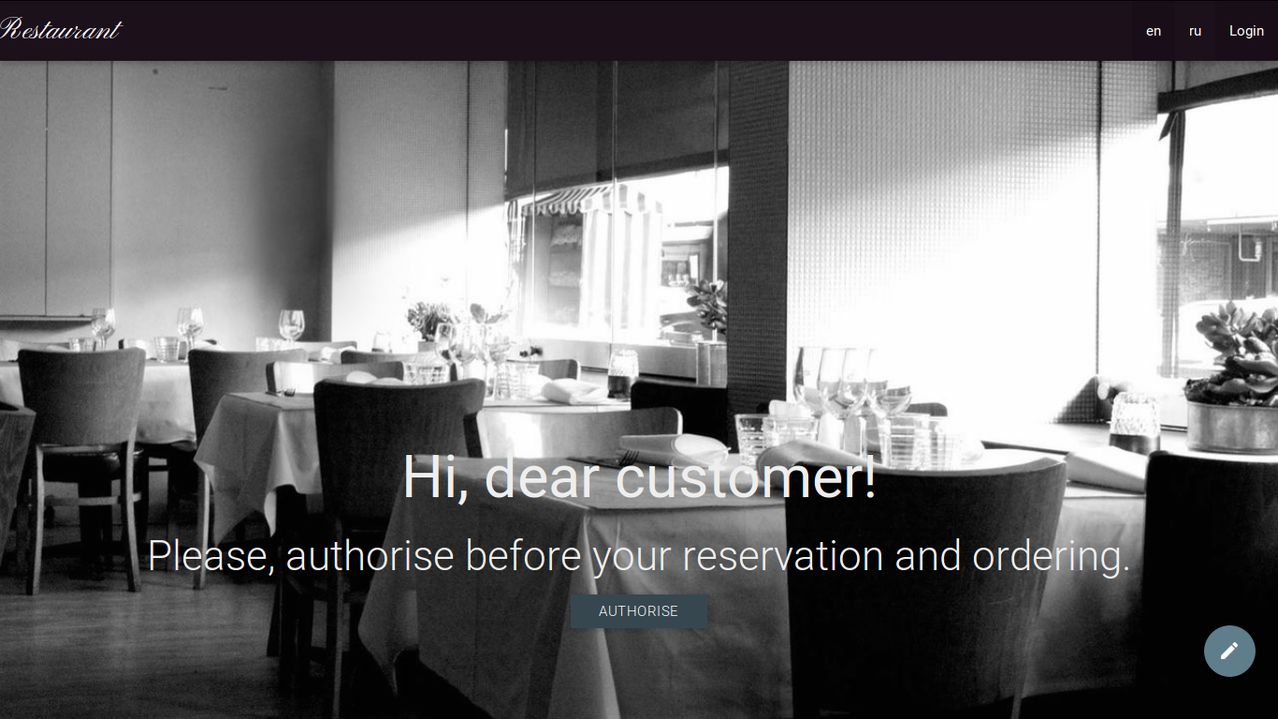 Restaurant
en ru Login
Hi, dear customer!
Please, authorise before your reservation and ordering.
AUTHORISE